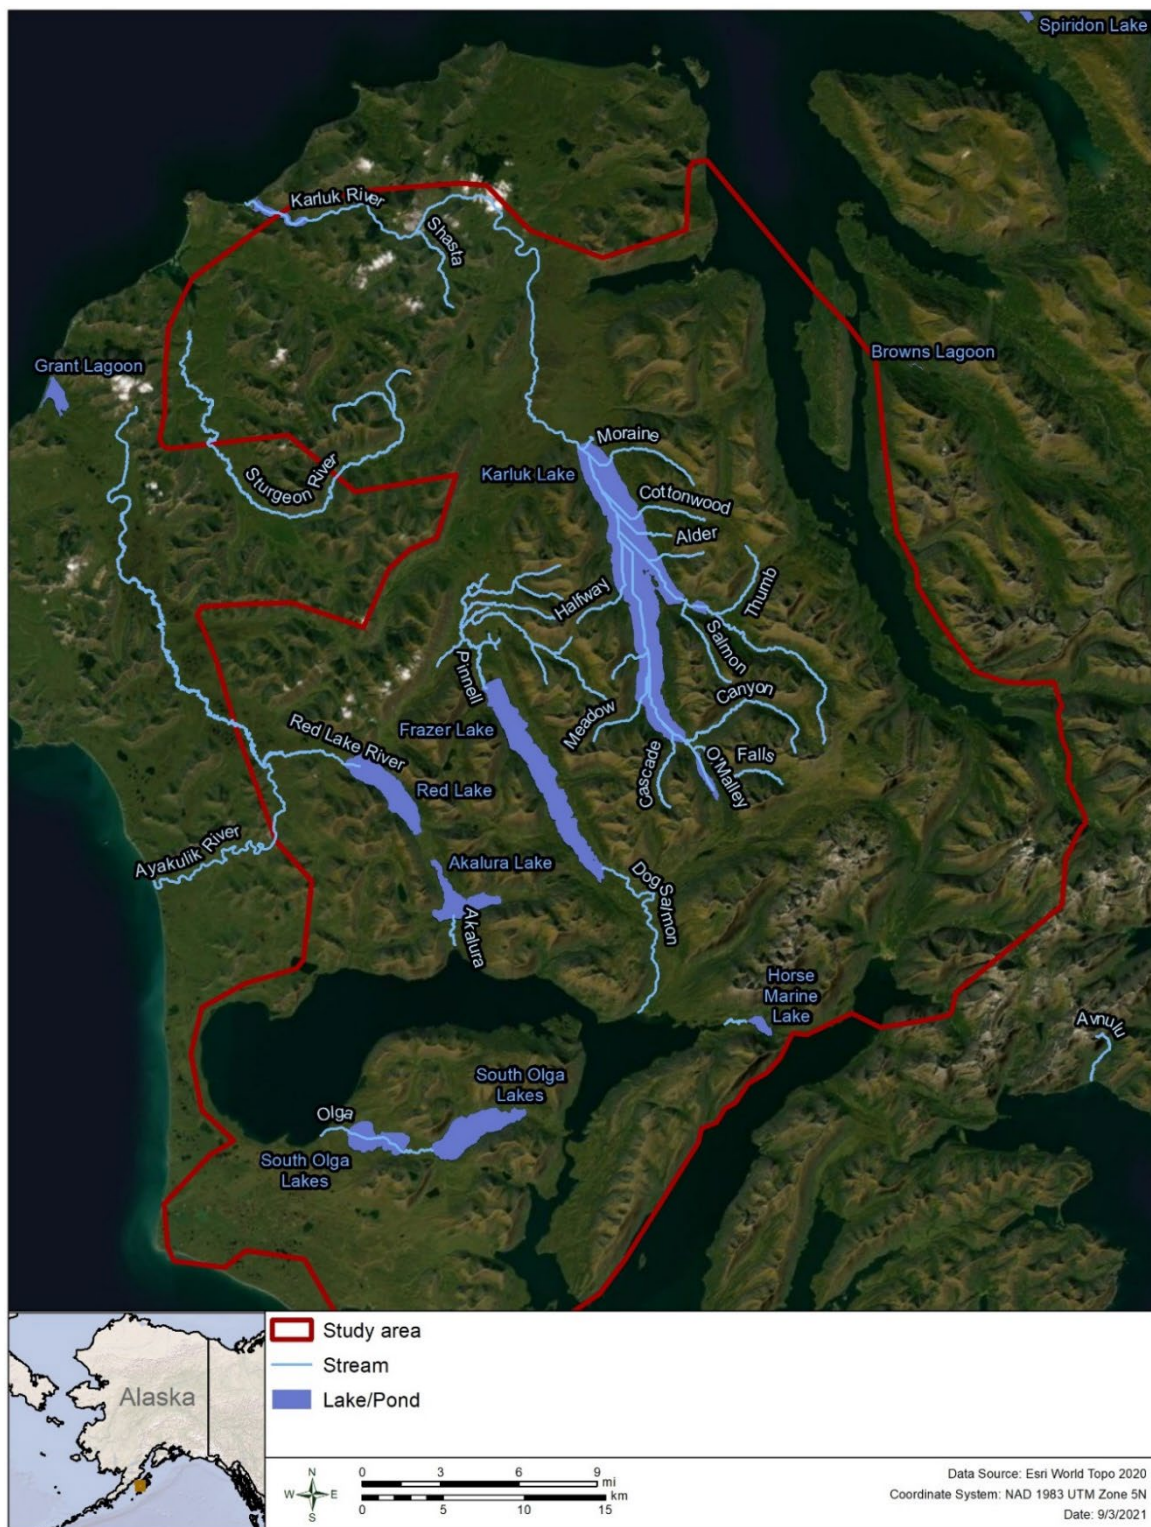 Spiridon Lake
Karluk River
Shasta
Grant Lagoon
Browns Lagoon
Moraine
Karluk Lake
Sturgeon River
Cottonwood
Alder
Thumb
Halfway
Salmon
Pinnell
Canyon
Meadow
Frazer Lake
Red Lake River
Falls
Cascade
O'Malley
Red Lake
Ayakulik River
Akalura Lake
Dog Salmon
Akalura
Horse
Marine
Lake
Avnulu
South Olga
Lakes
Olga
South Olga
Lakes
Alaska
Study area
Stream
Lake/Pond
N
W E
S
0 3 6 9
mi
km
0 5 10 15
Data Source: Esri World Topo 2020
Coordinate System: NAD 1983 UTM Zone 5N
Date: 9/3/2021